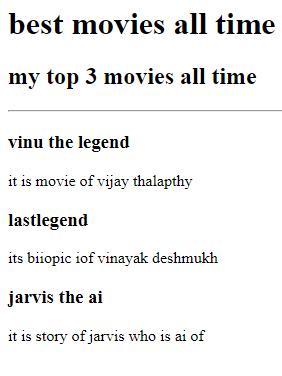 best movies all time
my top 3 movies all time
vinu the legend
it is movie of vijay thalapthy
lastlegend
its biiopic iof vinayak deshmukh
jarvis the ai
it is story of jarvis who is ai of